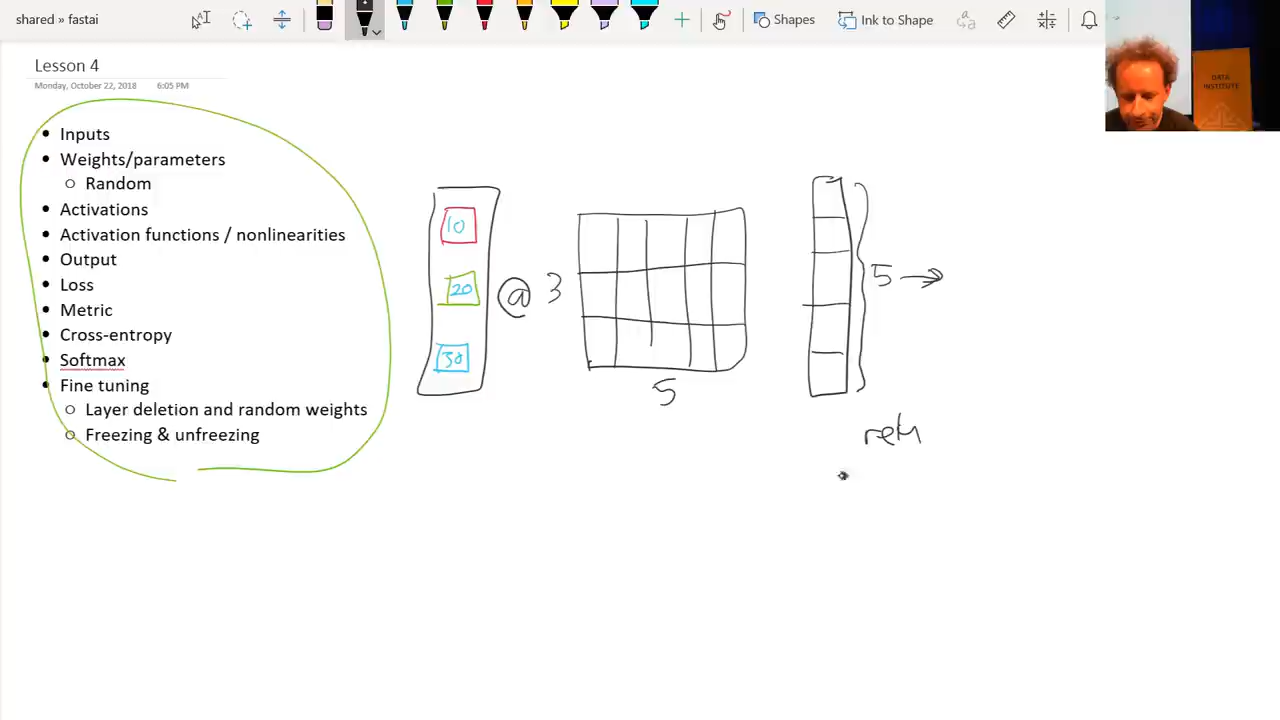 shared » fastai
Shapes
Ink to Shape
Lesson 4
Monday, October 22, 2018 6:05 PM
Inputs
Weights/parameters
Random
Activations
Activation functions / nonlinearities
Output
Loss
Metric
Cross-entropy
Softmax
Fine tuning
Layer deletion and random weights
Freezing & unfreezing
10
20
30
@ 3
5
5
relu
DATA
INSTITUTE